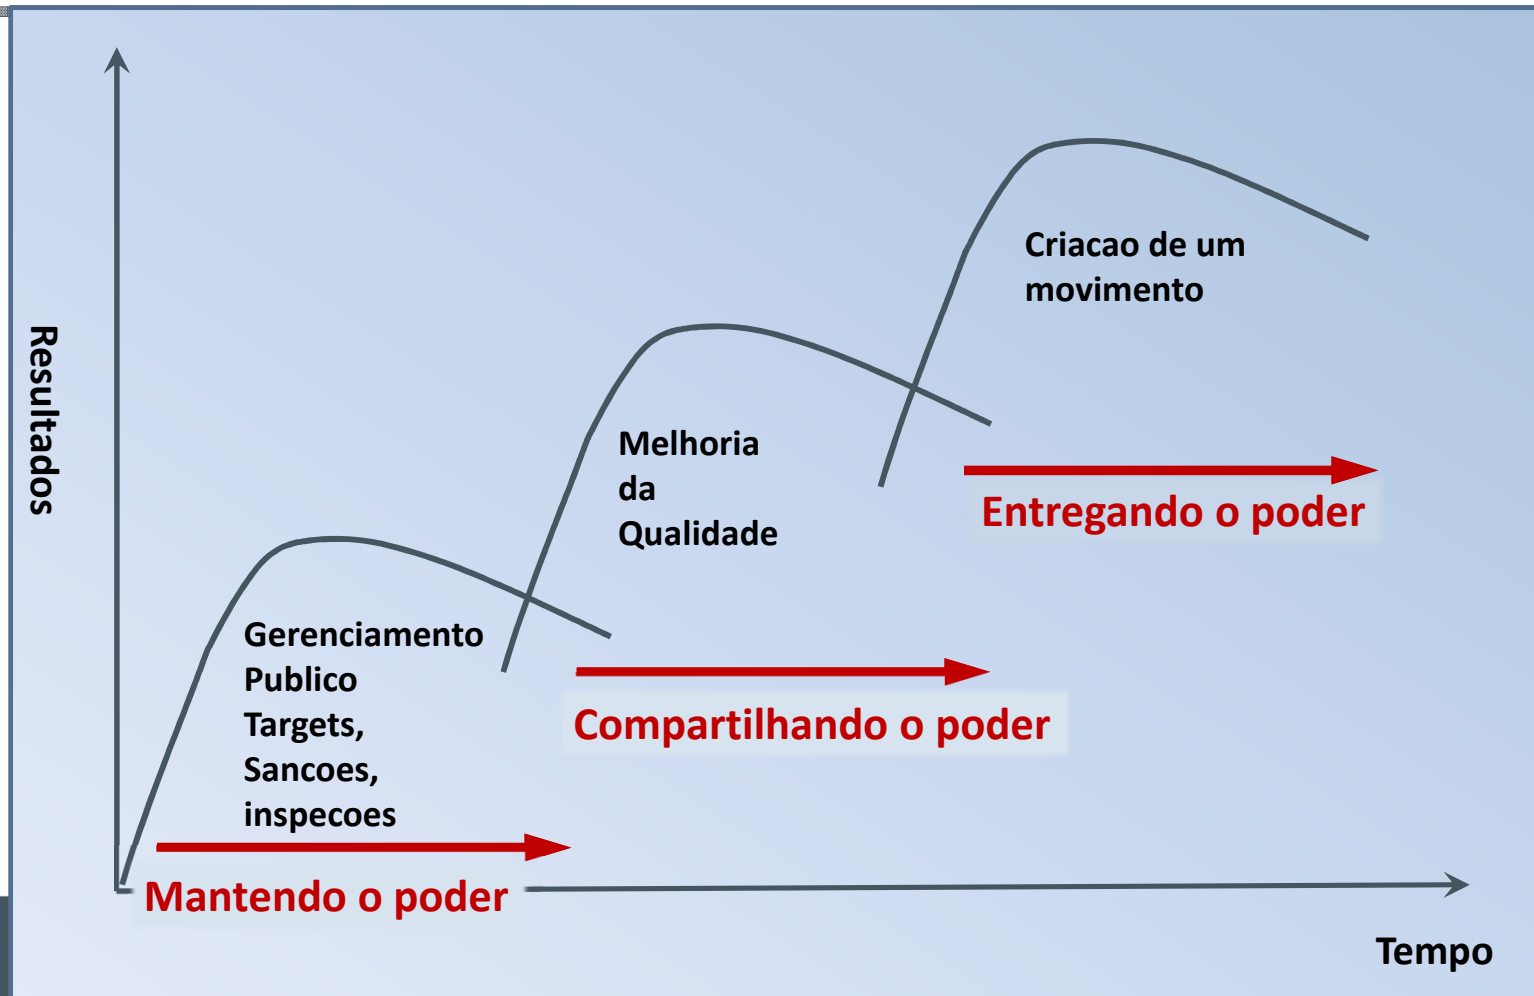 Resultados
Criacao de um
movimento
Melhoria
da
Qualidade
Entregando o poder
Gerenciamento
Publico
Targets,
Sancoes,
inspecoes
Compartilhando o poder
Mantendo o poder
Tempo